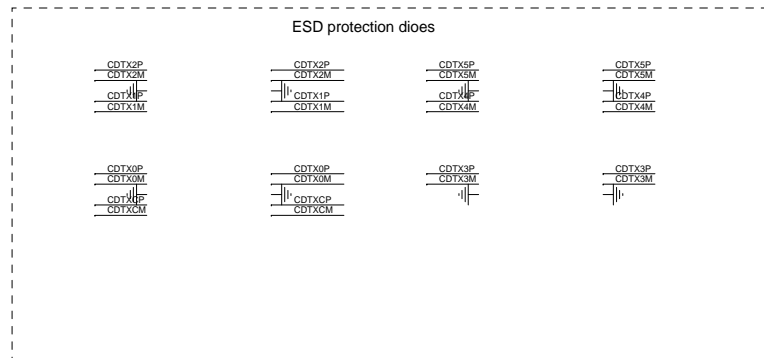 ESD protection dioes
CDTX2P CDTX2P CDTX5P CDTX5P
CDTX2M CDTX2M CDTX5M CDTX5M
CDTX1P CDTX1P CDTX4P CDTX4P
CDTX1M CDTX1M CDTX4M CDTX4M
CDTX0P CDTX0P CDTX3P CDTX3P
CDTX0M CDTX0M CDTX3M CDTX3M
CDTXCP CDTXCP
CDTXCM CDTXCM